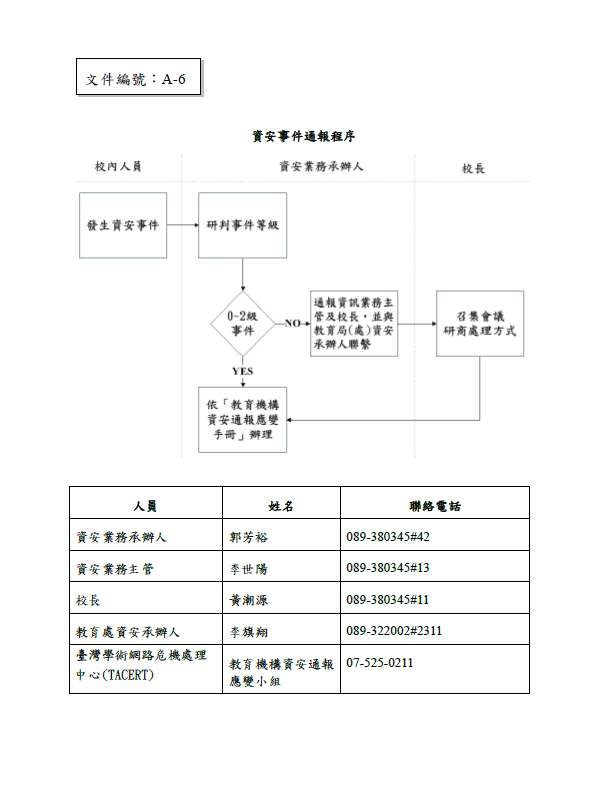 文件編號：A-6
資安事件通報程序
校內人員
資安業務承辦人
校長
發生資安事件
研判事件等級
0~2級
事件
NO
通報資訊業務主
管及校長，並與
教育局(處)資安
承辦人聯繫
召集會議
研商處理方式
YES
依「教育機構
資安通報應變
手冊」辦理
人員 姓名 聯絡電話
資安業務承辦人 郭芳裕 089-380345#42
資安業務主管 李世陽 089-380345#13
校長 黃潮源 089-380345#11
教育處資安承辦人 李旗翔 089-322002#2311
臺灣學術網路危機處理
中心(TACERT)
教育機構資安通報
應變小組
07-525-0211